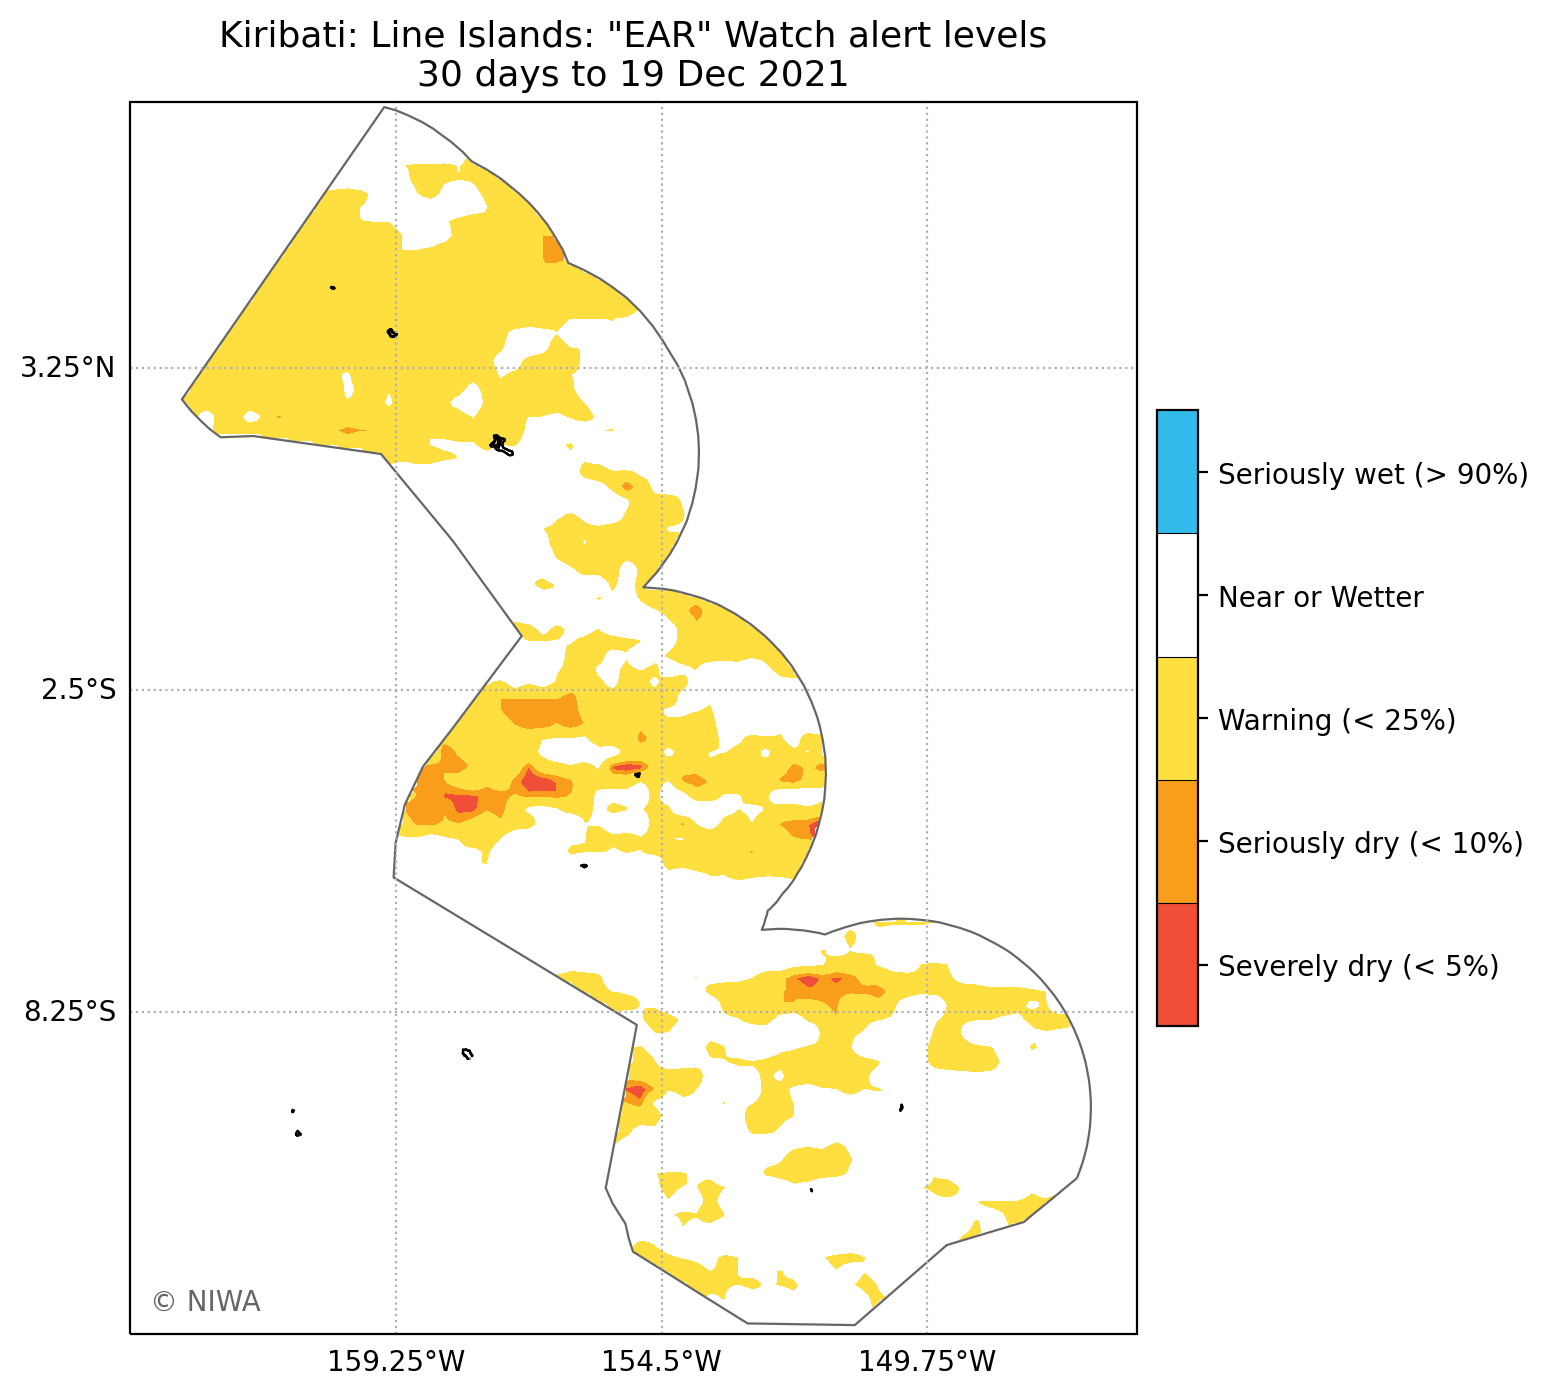 Kiribati: Line Islands: "EAR" Watch alert levels
30 days to 19 Dec 2021
3.25°N
2.5°S
8.25°S
159.25°W
154.5°W
149.75°W
Seriously wet (> 90%)
Near or Wetter
Warning (< 25%)
Seriously dry (< 10%)
Severely dry (< 5%)
© NIWA